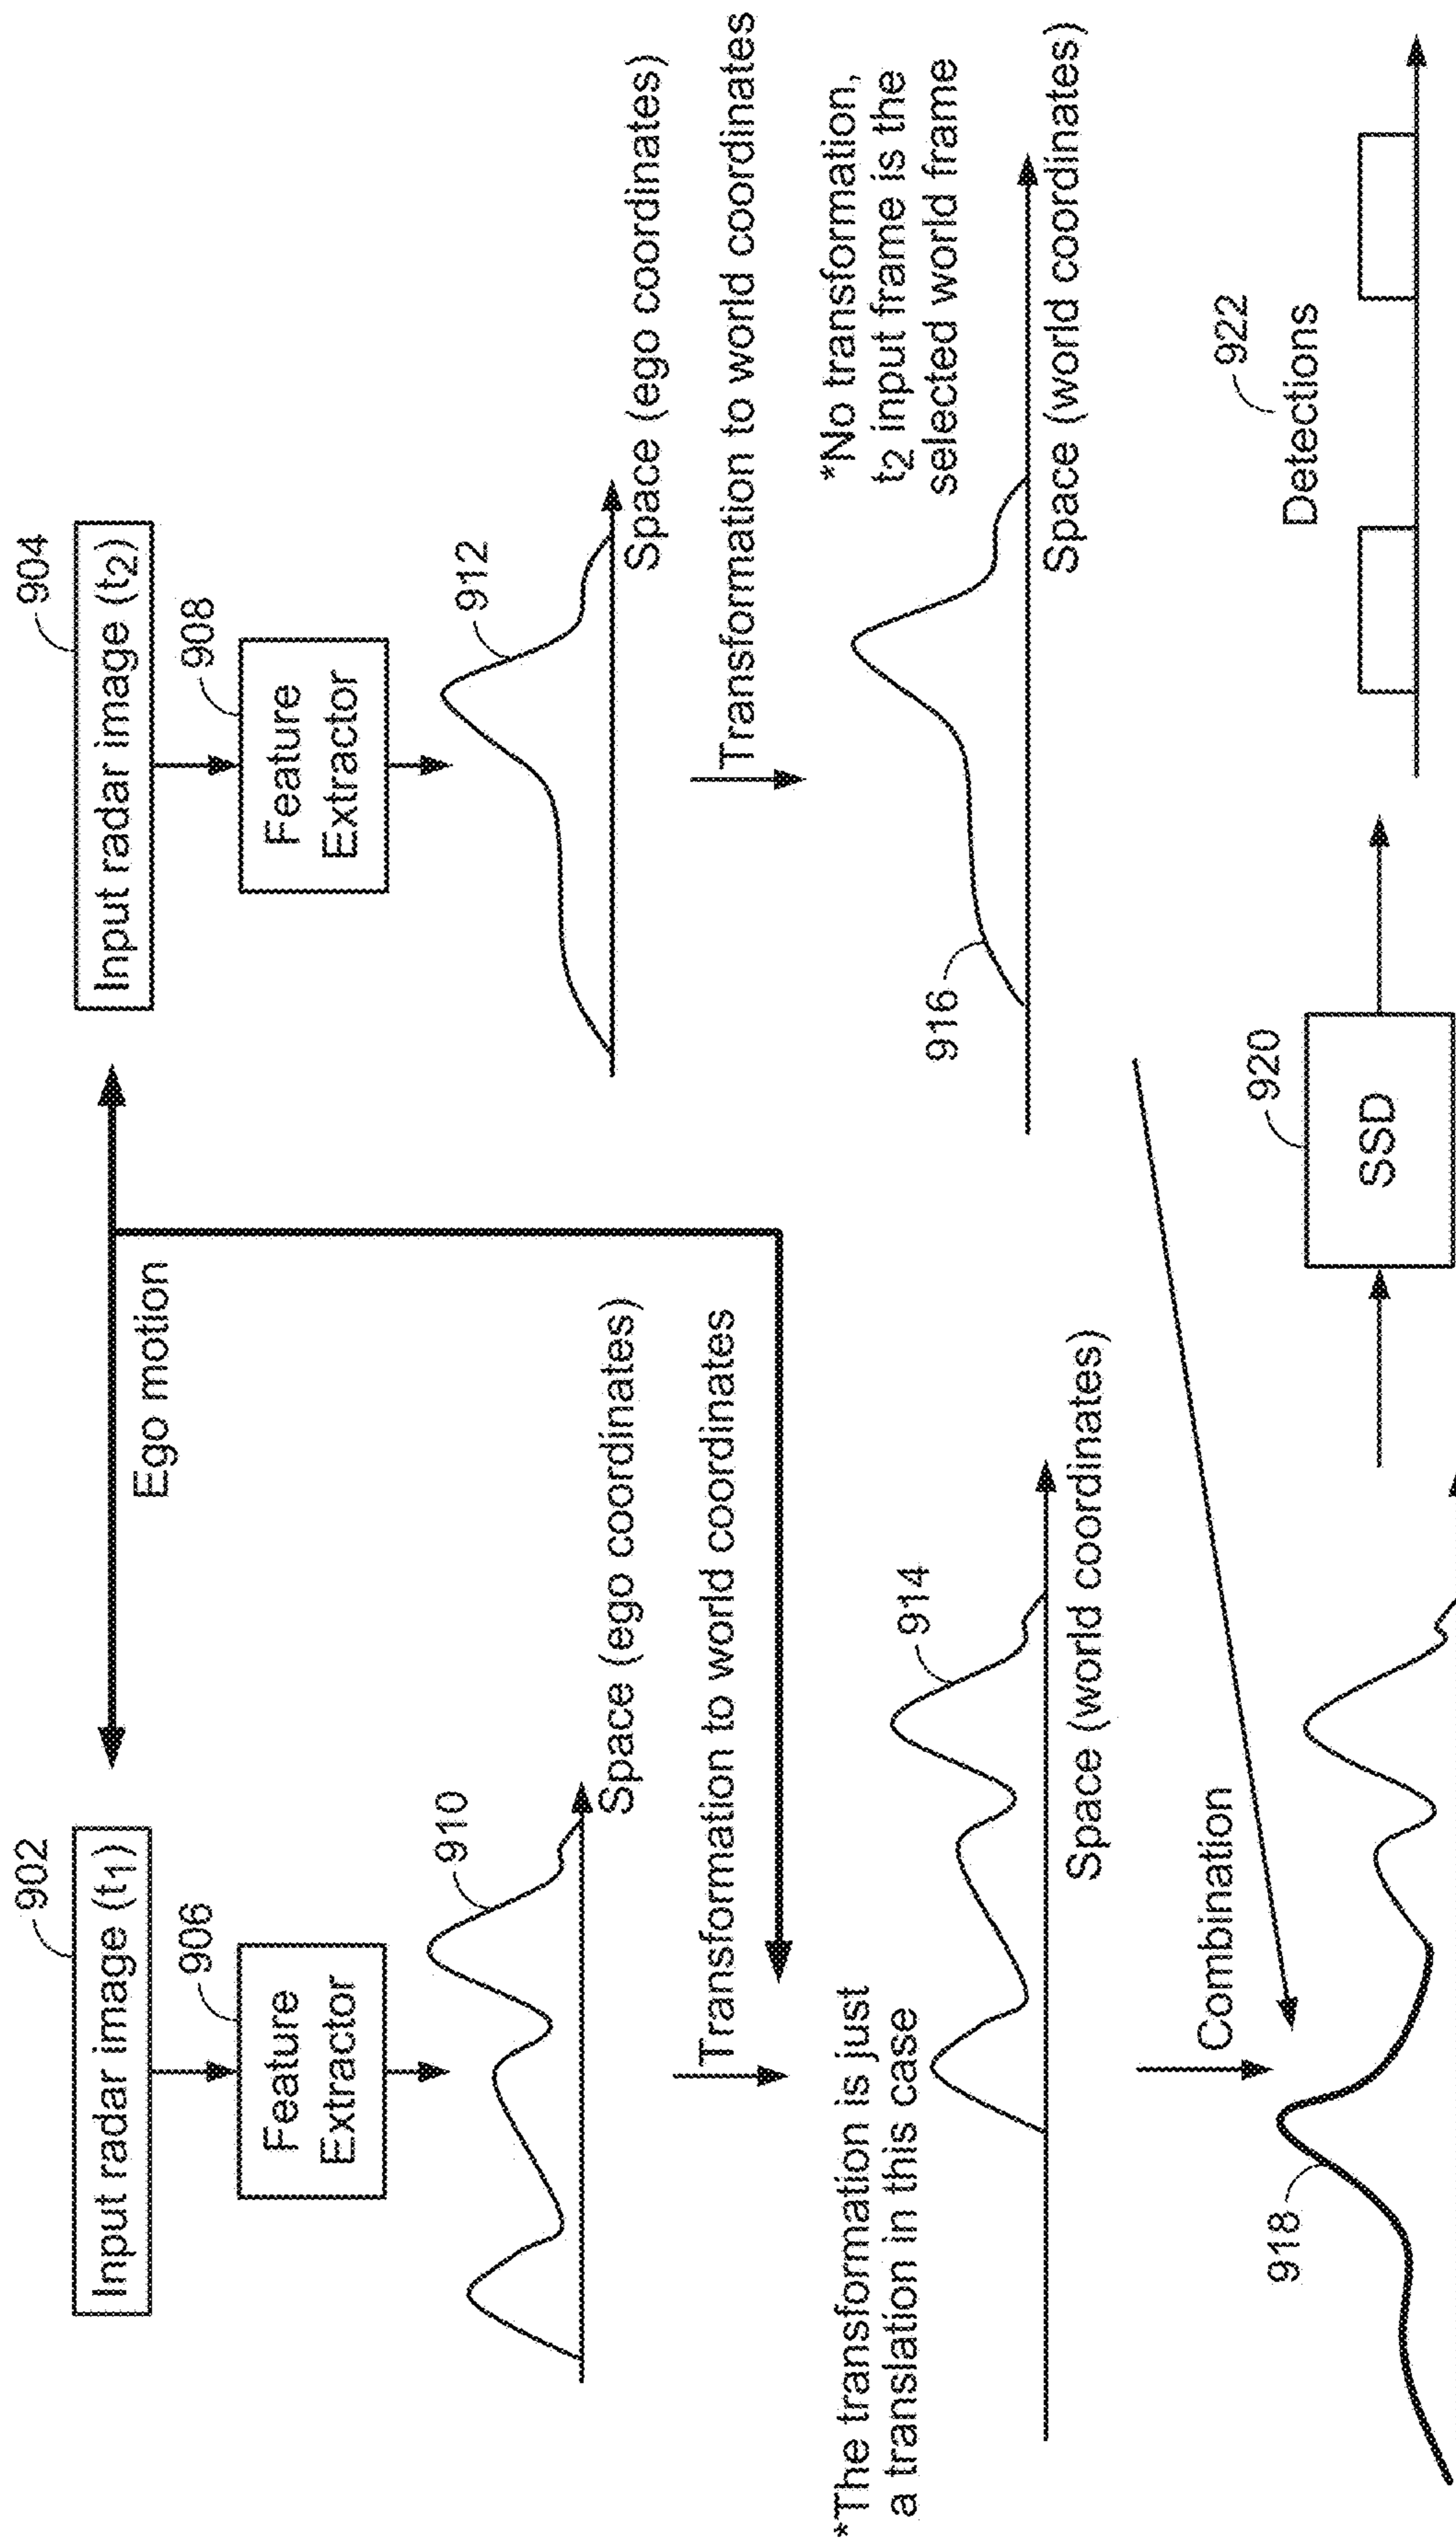 902
Input radar image (t1)
904
Input radar image (t2)
Ego motion
906
Feature
Extractor
908
Feature
Extractor
910
912
Space (ego coordinates)
Space (ego coordinates)
Transformation to world coordinates
Transformation to world coordinates
*The transformation is just
a translation in this case
*No transformation,
t2 input frame is the
selected world frame
914
916
Space (world coordinates)
Space (world coordinates)
Combination
918
920
SSD
922
Detections